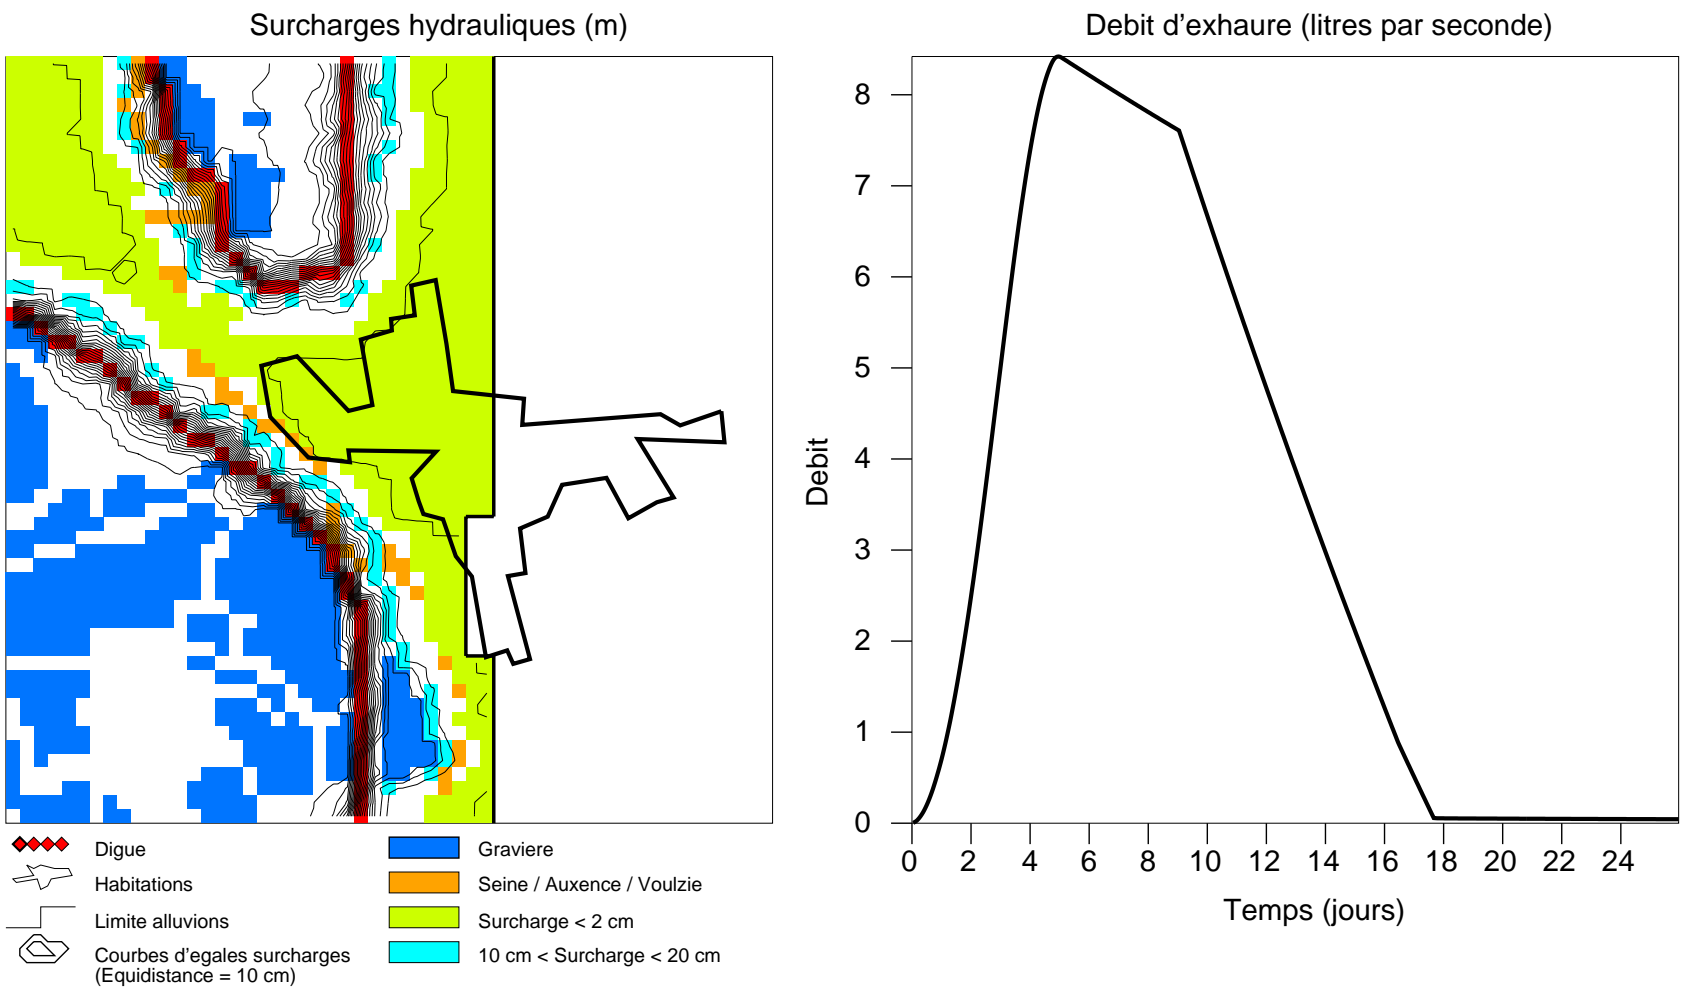 Surcharges hydrauliques (m)
Digue
Habitations
Limite alluvions
Courbes d'egales surcharges
(Equidistance = 10 cm)
Graviere
Seine / Auxence / Voulzie
Surcharge < 2 cm
10 cm < Surcharge < 20 cm
Debit d'exhaure (litres par seconde)
Debit
8
7
6
5
4
3
2
1
0
0 2 4 6 8 10 12 14 16 18 20 22 24
Temps (jours)